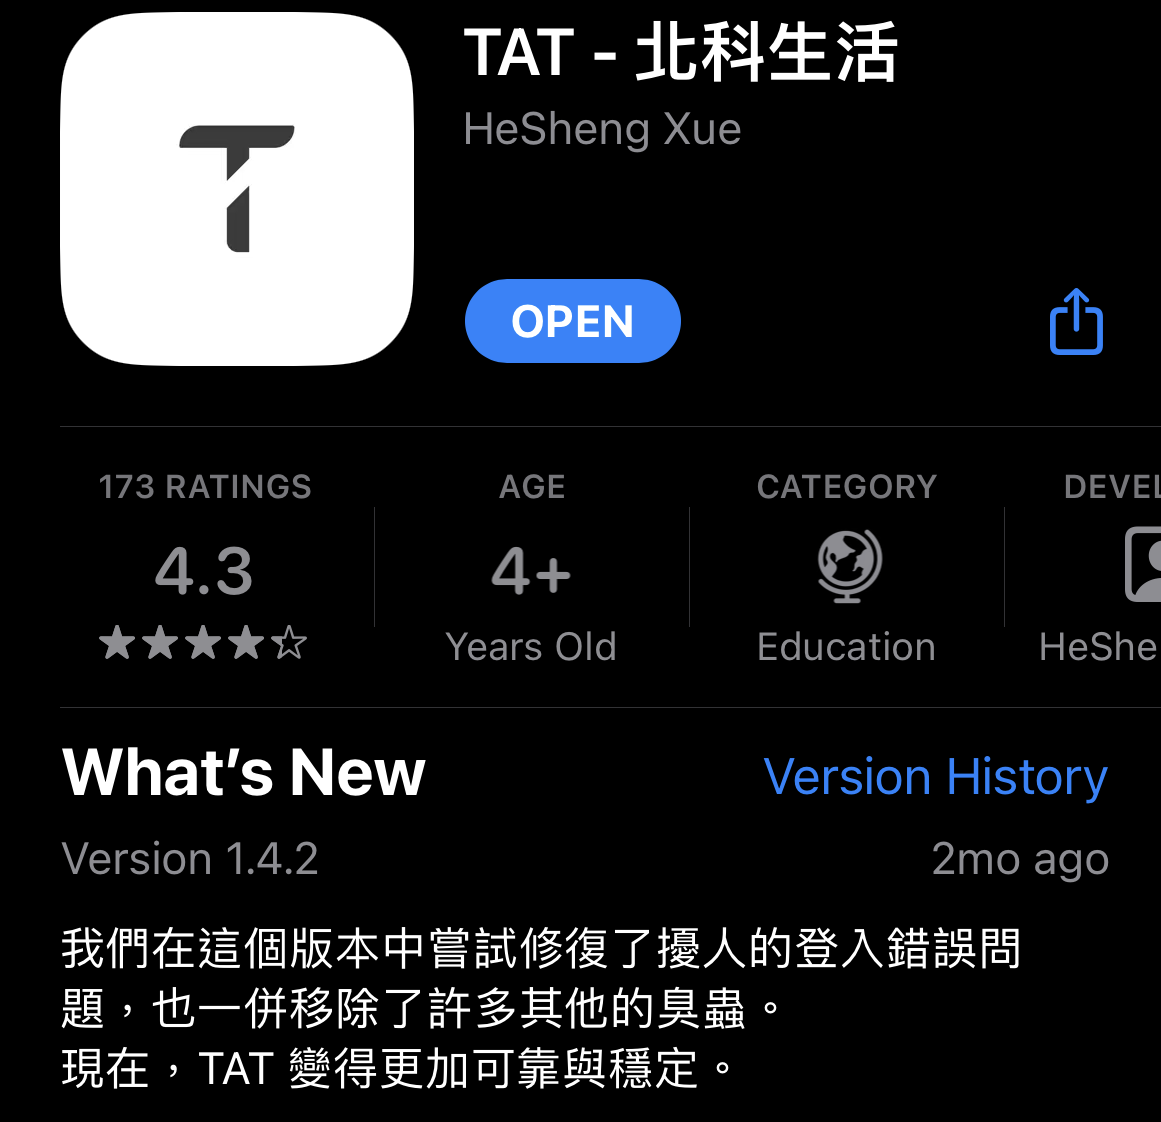 TAT - 北科生活
HeSheng Xue
OPEN
173 RATINGS
4.3
AGE
4+
Years Old
CATEGORY
Education
DEVEL
HeShe
What's New
Version History
Version 1.4.2
2mo ago
我們在這個版本中嘗試修復了擾人的登入錯誤問
題，也一併移除了許多其他的臭蟲。
現在，TAT 變得更加可靠與穩定。